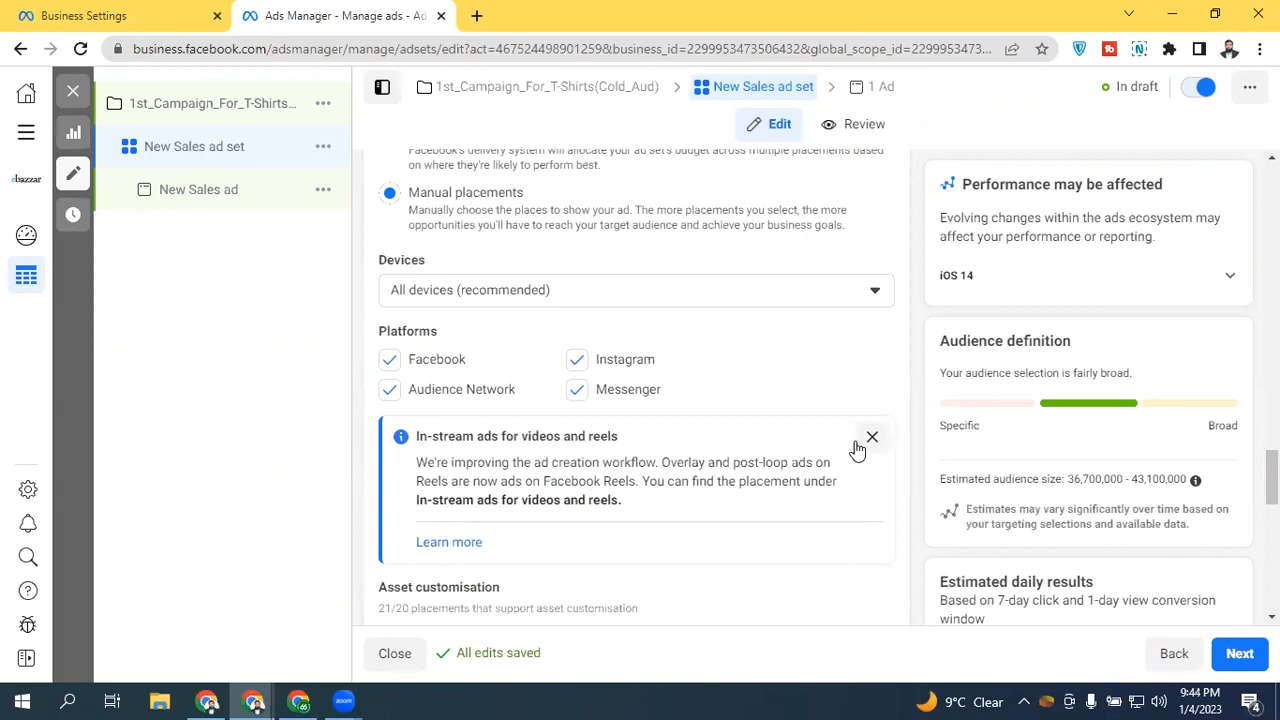 Business Settings
Ads Manager - Manage ads - Ad
business.facebook.com/adsmanager/manage/adsets/edit?act=467524498901259&business_id=2299953473506432&global_scope_id=2299953473...
1st_Campaign_For_T-Shirts(Cold_Aud)
New Sales ad set
1 Ad
In draft
Edit
Review
1st_Campaign_For_T-Shirts...
New Sales ad set
New Sales ad
ebazzar
Facebook's delivery system will allocate your ad set's budget across multiple placements based
on where they're likely to perform best.
Manual placements
Manually choose the places to show your ad. The more placements you select, the more
opportunities you'll have to reach your target audience and achieve your business goals.
Devices
All devices (recommended)
Platforms
Facebook
Instagram
Audience Network
Messenger
In-stream ads for videos and reels
We're improving the ad creation workflow. Overlay and post-loop ads on
Reels are now ads on Facebook Reels. You can find the placement under
In-stream ads for videos and reels.
Learn more
Asset customisation
21/20 placements that support asset customisation
Performance may be affected
Evolving changes within the ads ecosystem may
affect your performance or reporting.
iOS 14
Audience definition
Your audience selection is fairly broad.
Specific
Broad
Estimated audience size: 36,700,000 - 43,100,000
Estimates may vary significantly over time based on
your targeting selections and available data.
Estimated daily results
Based on 7-day click and 1-day view conversion
window
Close
All edits saved
Back
Next
zoom
9°C Clear
9:44 PM
1/4/2023
4